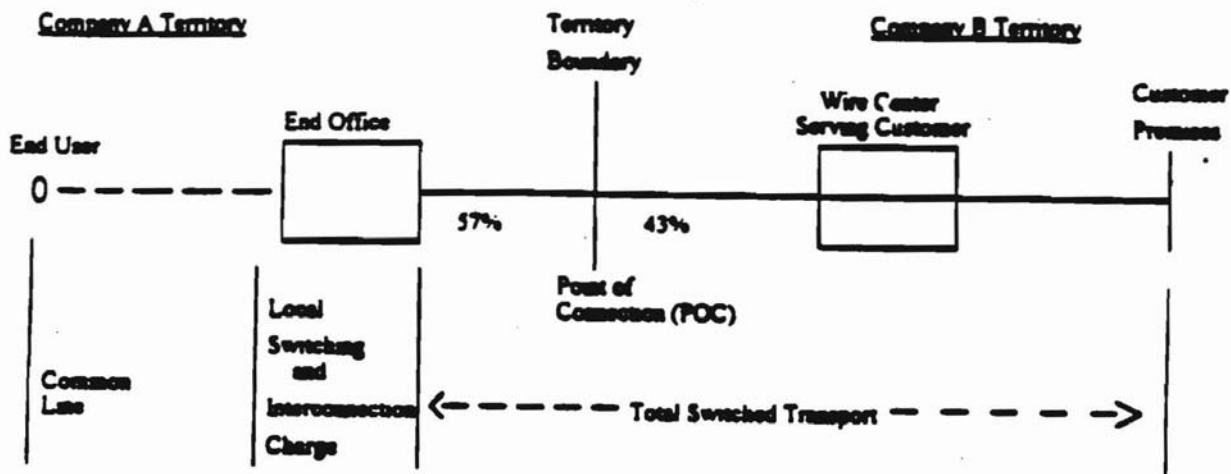 Company A Territory
Territory
Boundary
Company B Territory
End Office
Wire Center
Serving Customer
Customer
Premises
End User
0
57%
43%
Point of
Connection (POC)
Local
Switching
and
Interconnection
Charge
Common
Line
Total Switched Transport